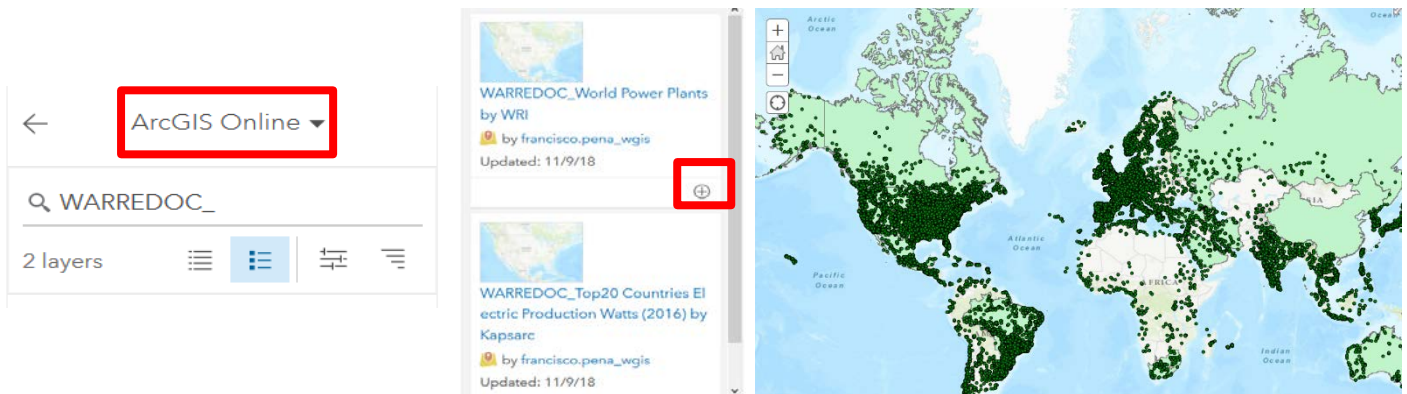 ArcGIS Online
WARREDOC_
2 layers
WARREDOC_World Power Plants
by WRI
by francisco.pena_wgis
Updated: 11/9/18
WARREDOC_Top20 Countries El
ectric Production Watts (2016) by
Kapsarc
by francisco.pena_wgis
Updated: 11/9/18
Arctic
Ocean
Atlantic
Ocean
Pacific
Ocean
AFRICA
Indian
Ocean